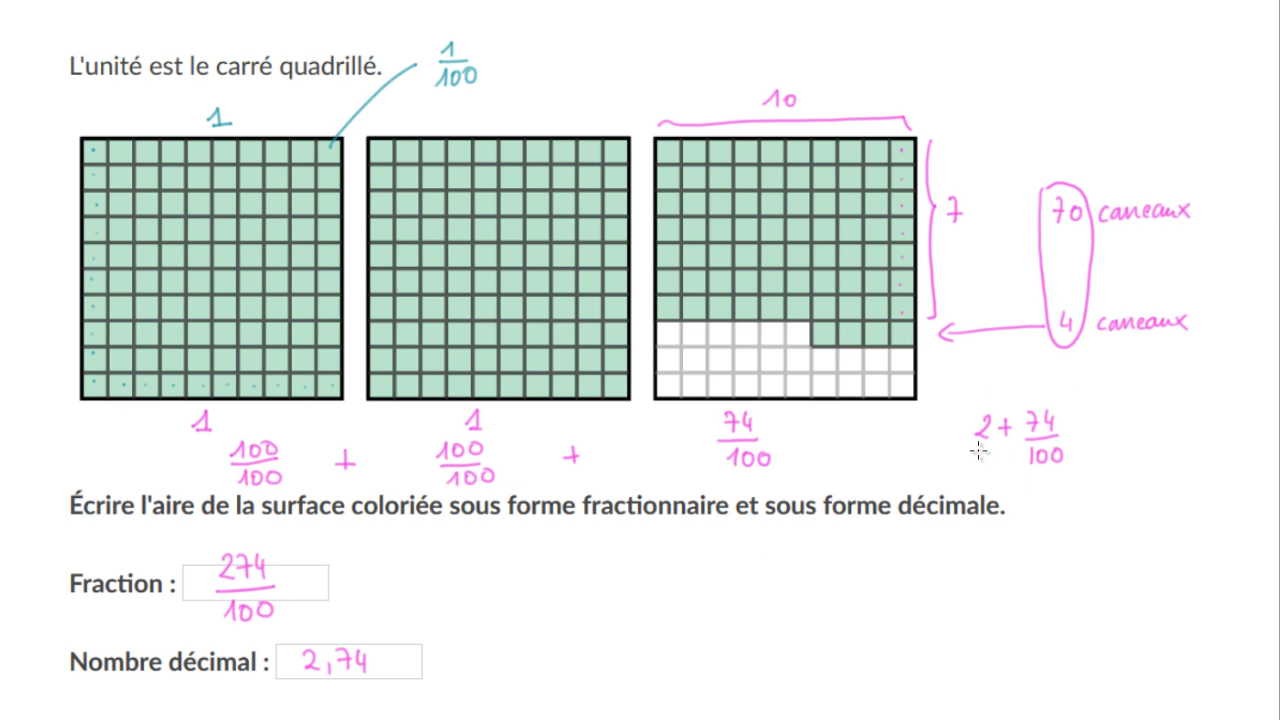 L'unité est le carré quadrillé.
1/100
1
10
7
70 carreaux
4 carreaux
1
1
100/100 + 100/100 + 74/100
2 + 74/100
Écrire l'aire de la surface coloriée sous forme fractionnaire et sous forme décimale.
Fraction : 274/100
Nombre décimal : 2,74